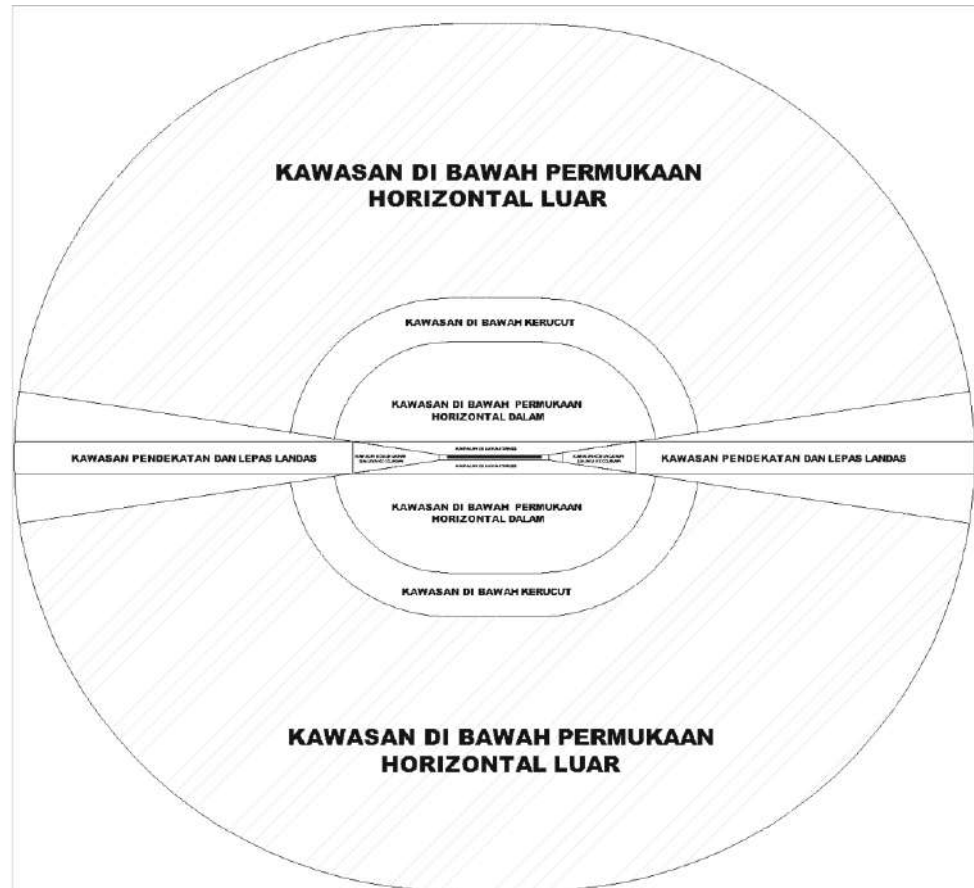 KAWASAN DI BAWAH PERMUKAAN
HORIZONTAL LUAR
KAWASAN DI BAWAH KERUCUT
KAWASAN DI BAWAH PERMUKAAN
HORIZONTAL DALAM
KAWASAN PENDEKATAN DAN LEPAS LANDAS
KAWASAN PENDEKATAN DAN LEPAS LANDAS
KAWASAN DI BAWAH PERMUKAAN
HORIZONTAL DALAM
KAWASAN DI BAWAH KERUCUT
KAWASAN DI BAWAH PERMUKAAN
HORIZONTAL LUAR